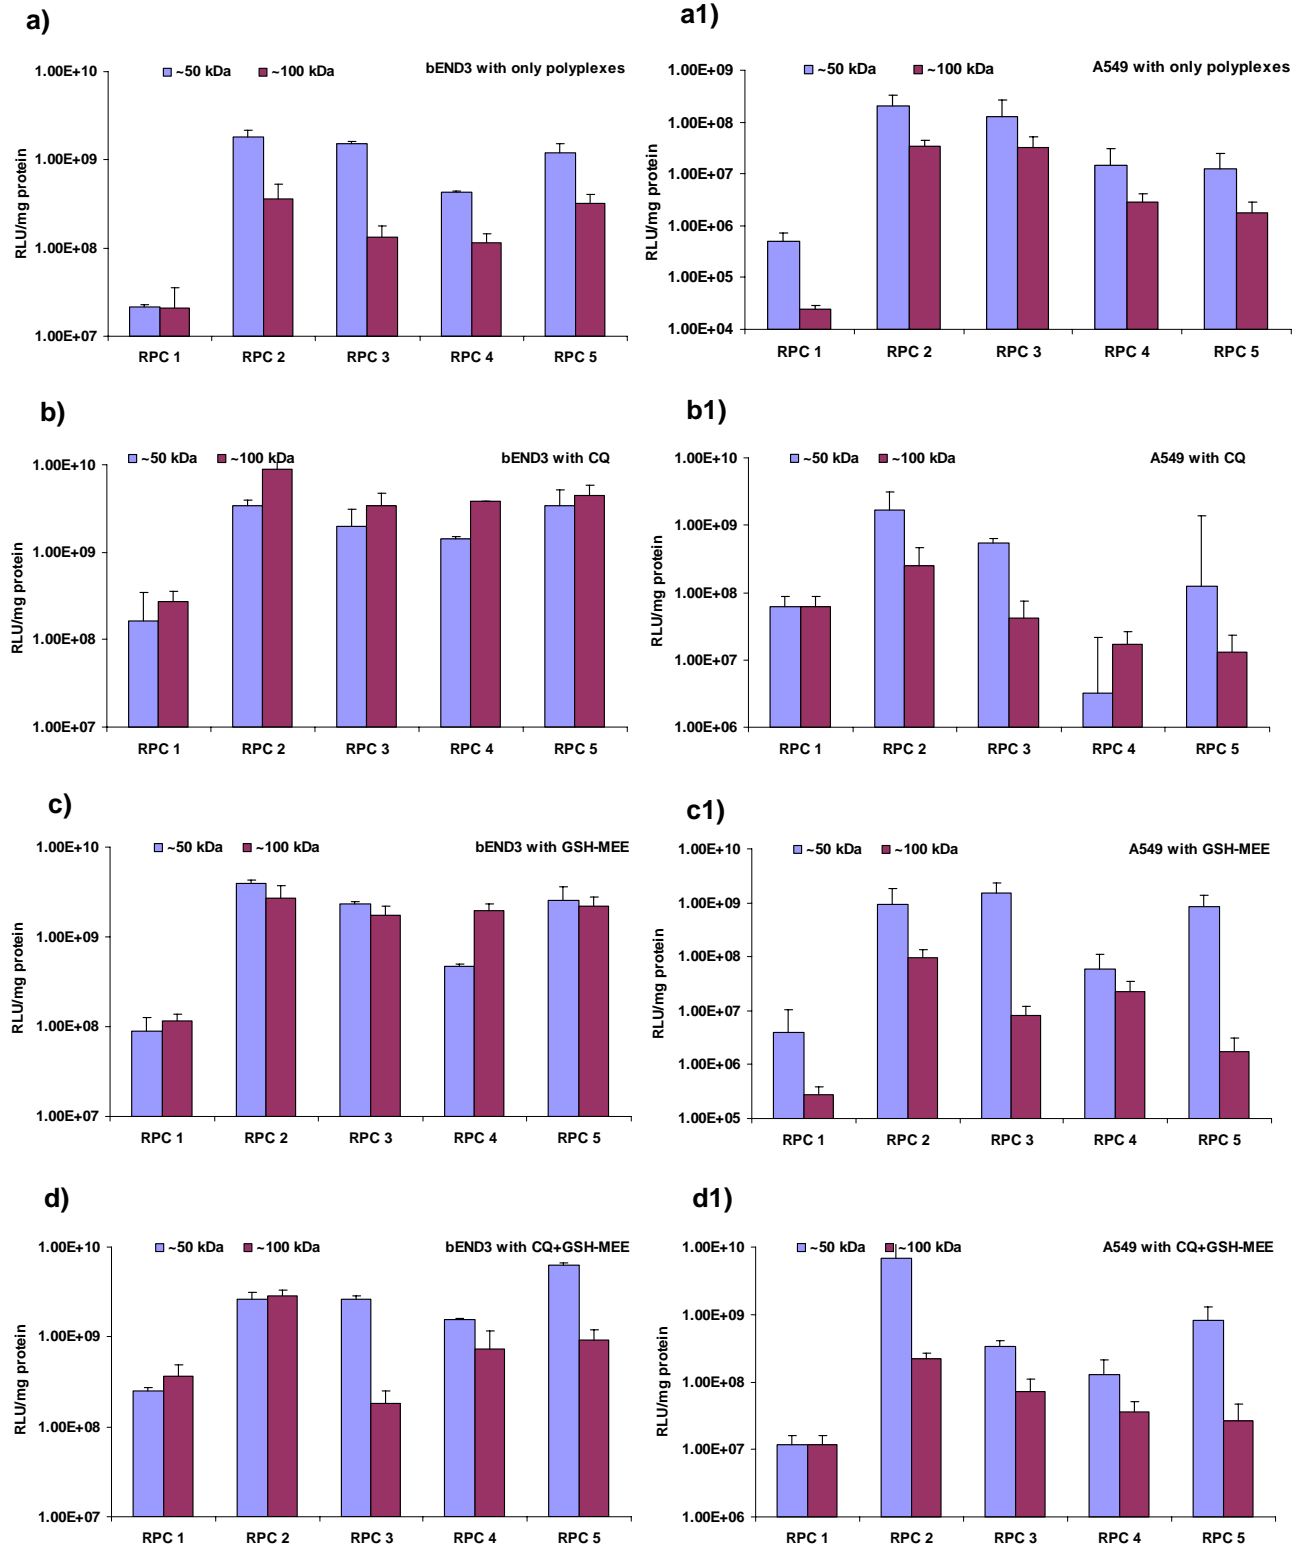 a)
~50 kDa ~100 kDa bEND3 with only polyplexes
1.00E+10
1.00E+09
1.00E+08
1.00E+07
RLU/mg protein
RPC 1 RPC 2 RPC 3 RPC 4 RPC 5
a1)
~50 kDa ~100 kDa A549 with only polyplexes
1.00E+09
1.00E+08
1.00E+07
1.00E+06
1.00E+05
1.00E+04
RLU/mg protein
RPC 1 RPC 2 RPC 3 RPC 4 RPC 5
b)
~50 kDa ~100 kDa bEND3 with CQ
1.00E+10
1.00E+09
1.00E+08
1.00E+07
RLU/mg protein
RPC 1 RPC 2 RPC 3 RPC 4 RPC 5
b1)
~50 kDa ~100 kDa A549 with CQ
1.00E+10
1.00E+09
1.00E+08
1.00E+07
1.00E+06
RLU/mg protein
RPC 1 RPC 2 RPC 3 RPC 4 RPC 5
c)
~50 kDa ~100 kDa bEND3 with GSH-MEE
1.00E+10
1.00E+09
1.00E+08
1.00E+07
RLU/mg protein
RPC 1 RPC 2 RPC 3 RPC 4 RPC 5
c1)
~50 kDa ~100 kDa A549 with GSH-MEE
1.00E+10
1.00E+09
1.00E+08
1.00E+07
1.00E+06
1.00E+05
RLU/mg protein
RPC 1 RPC 2 RPC 3 RPC 4 RPC 5
d)
~50 kDa ~100 kDa bEND3 with CQ+GSH-MEE
1.00E+10
1.00E+09
1.00E+08
1.00E+07
RLU/mg protein
RPC 1 RPC 2 RPC 3 RPC 4 RPC 5
d1)
~50 kDa ~100 kDa A549 with CQ+GSH-MEE
1.00E+10
1.00E+09
1.00E+08
1.00E+07
1.00E+06
RLU/mg protein
RPC 1 RPC 2 RPC 3 RPC 4 RPC 5